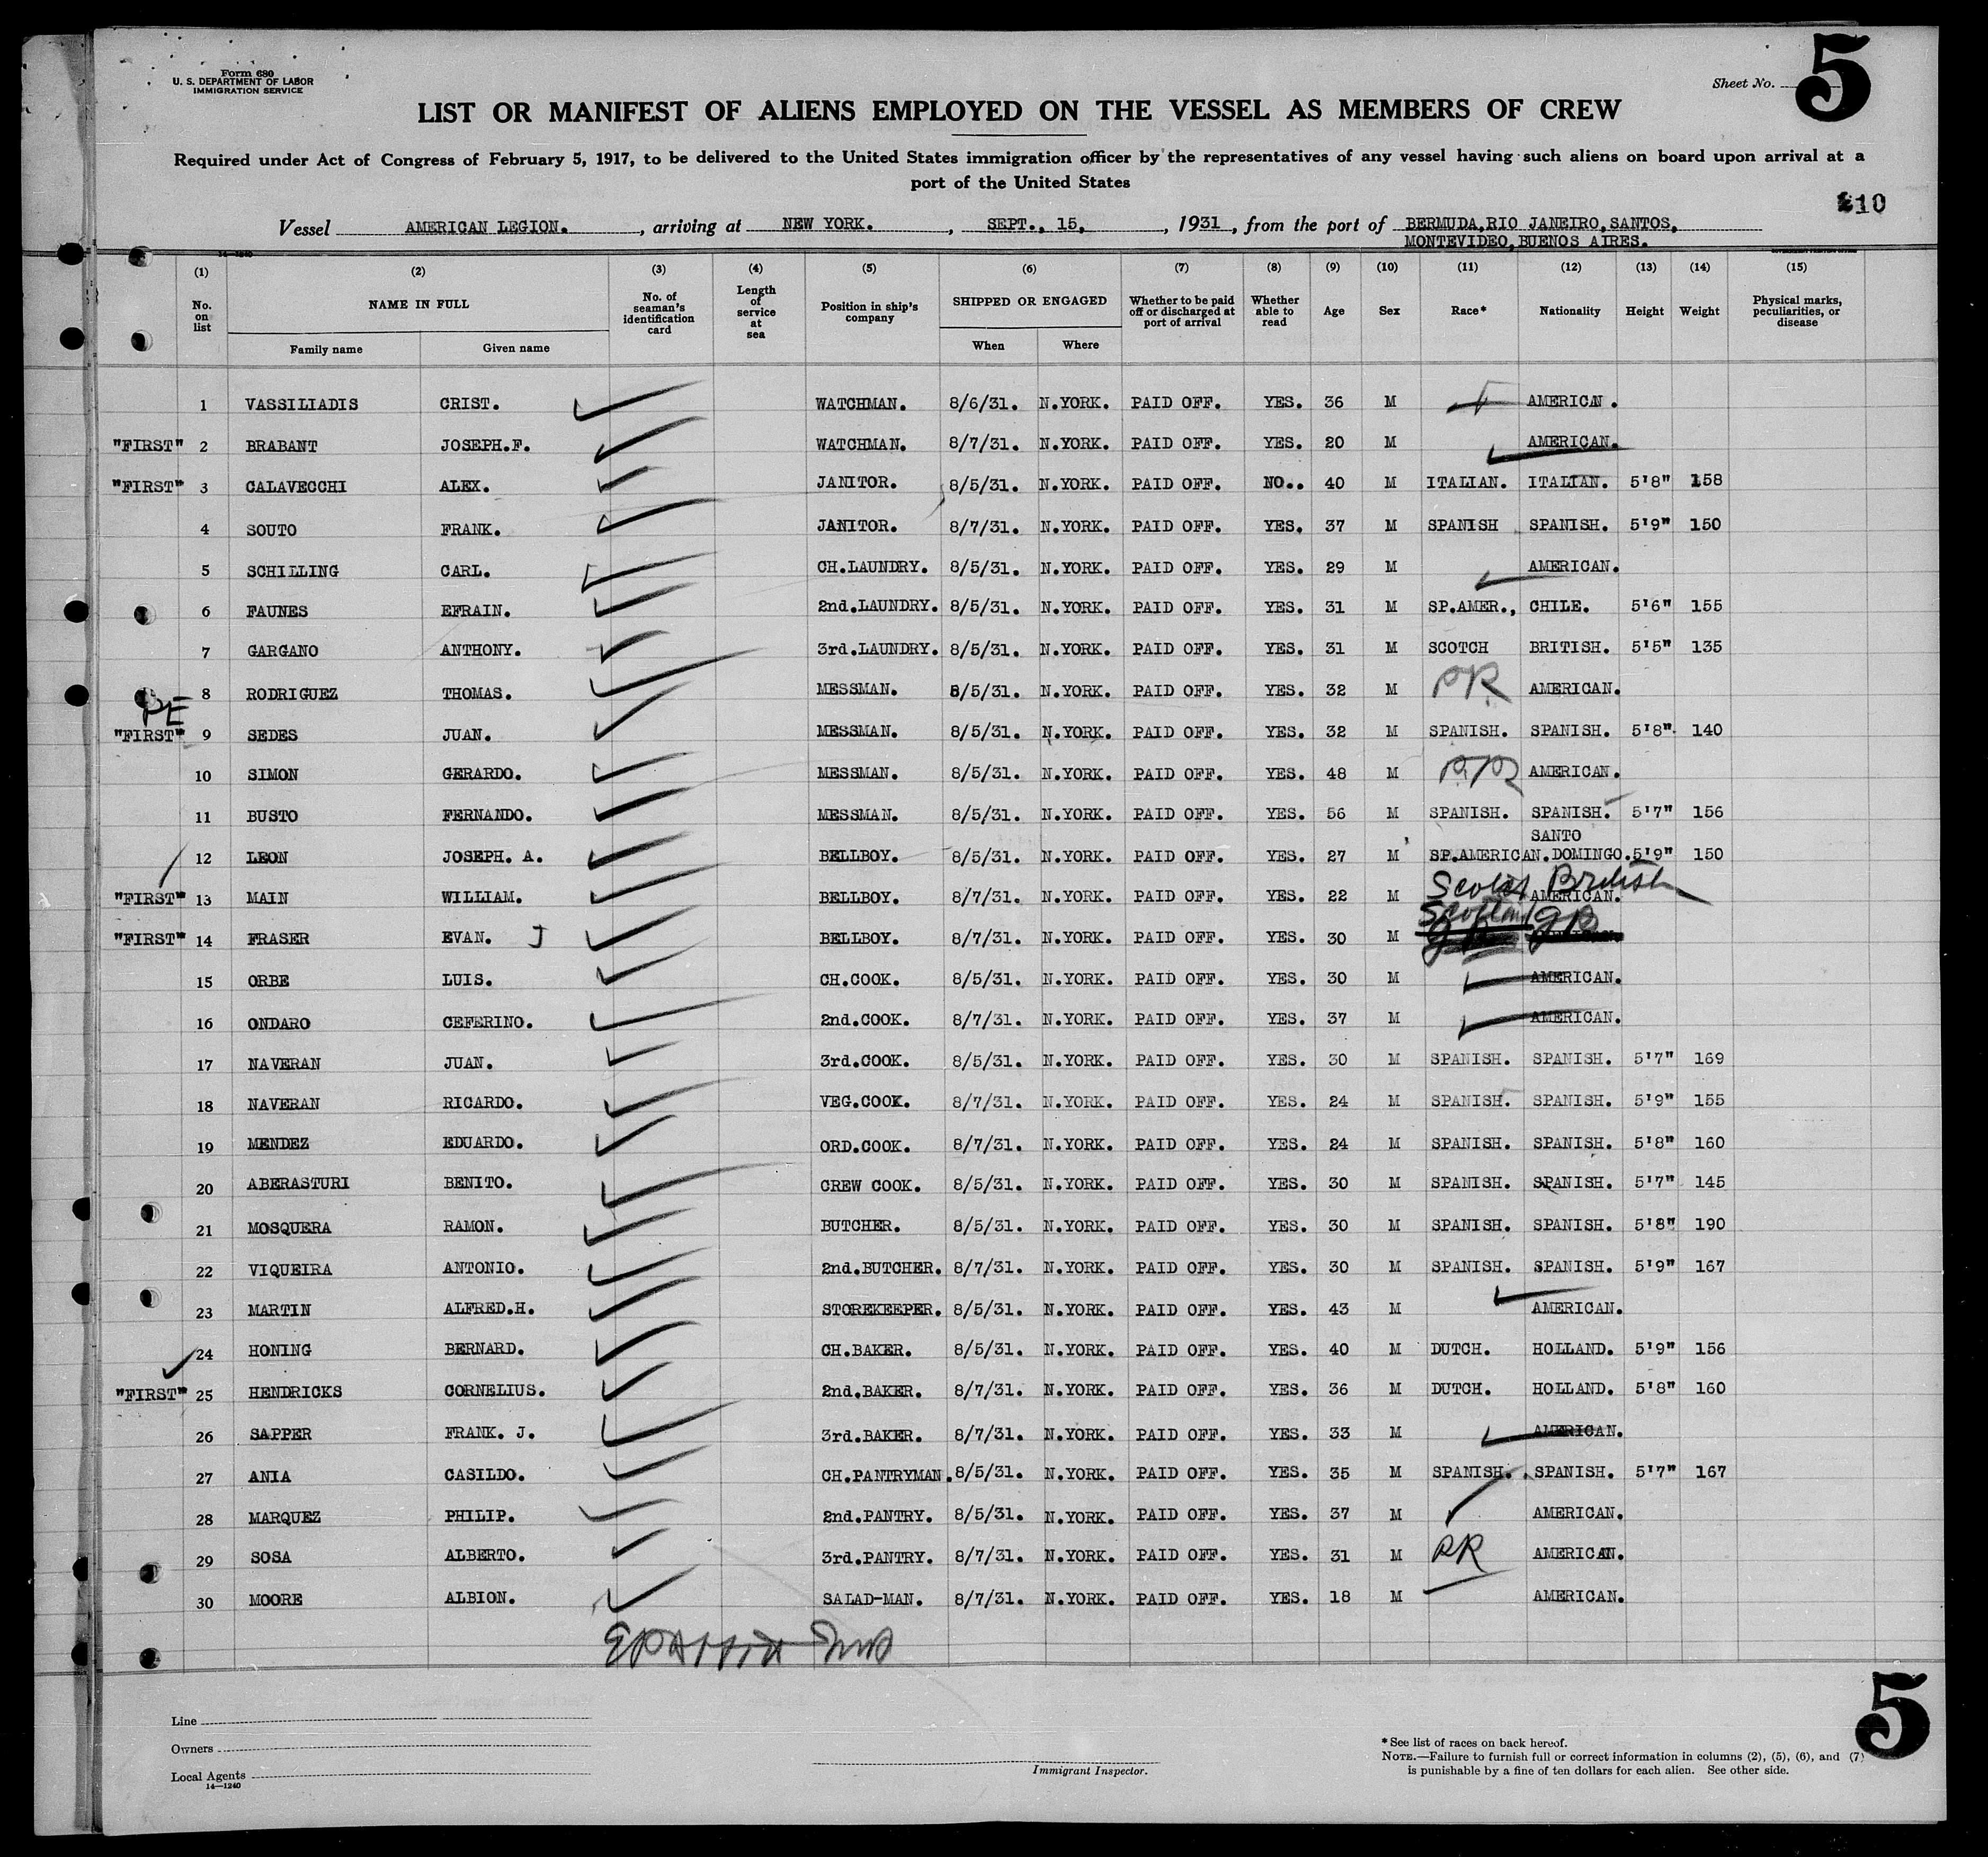 Form 680
U. S. DEPARTMENT OF LABOR
IMMIGRATION SERVICE
Sheet No. 5
LIST OR MANIFEST OF ALIENS EMPLOYED ON THE VESSEL AS MEMBERS OF CREW
Required under Act of Congress of February 5, 1917, to be delivered to the United States immigration officer by the representatives of any vessel having such aliens on board upon arrival at a
port of the United States
210
Vessel AMERICAN LEGION. , arriving at NEW YORK. , SEPT., 15, , 1931 , from the port of BERMUDA,RIO JANEIRO,SANTOS,
MONTEVIDEO,BUENOS AIRES.
14-1240
(1) (2) (3) (4) (5) (6) (7) (8) (9) (10) (11) (12) (13) (14) (15)
No. on list NAME IN FULL Family name Given name No. of seaman's identification card Length of service at sea Position in ship's company SHIPPED OR ENGAGED When Where Whether to be paid off or discharged at port of arrival Whether able to read Age Sex Race* Nationality Height Weight Physical marks, peculiarities, or disease
1 VASSILIADIS CRIST. WATCHMAN. 8/6/31. N.YORK. PAID OFF. YES. 36 M AMERICAN.
"FIRST" 2 BRABANT JOSEPH.F. WATCHMAN. 8/7/31. N.YORK. PAID OFF. YES. 20 M AMERICAN.
"FIRST" 3 CALAVECCHI ALEX. JANITOR. 8/5/31. N.YORK. PAID OFF. NO.. 40 M ITALIAN. ITALIAN. 5'8" 158
4 SOUTO FRANK. JANITOR. 8/7/31. N.YORK. PAID OFF. YES. 37 M SPANISH SPANISH. 5'9" 150
5 SCHILLING CARL. CH.LAUNDRY. 8/5/31. N.YORK. PAID OFF. YES. 29 M AMERICAN.
6 FAUNES EFRAIN. 2nd.LAUNDRY. 8/5/31. N.YORK. PAID OFF. YES. 31 M SP.AMER., CHILE. 5'6" 155
7 GARGANO ANTHONY. 3rd.LAUNDRY. 8/5/31. N.YORK. PAID OFF. YES. 31 M SCOTCH BRITISH. 5'5" 135
8 RODRIGUEZ THOMAS. MESSMAN. 8/5/31. N.YORK. PAID OFF. YES. 32 M PR AMERICAN.
PE
"FIRST" 9 SEDES JUAN. MESSMAN. 8/5/31. N.YORK. PAID OFF. YES. 32 M SPANISH. SPANISH. 5'8" 140
10 SIMON GERARDO. MESSMAN. 8/5/31. N.YORK. PAID OFF. YES. 48 M PR AMERICAN.
11 BUSTO FERNANDO. MESSMAN. 8/5/31. N.YORK. PAID OFF. YES. 56 M SPANISH. SPANISH. 5'7" 156
SANTO
12 LEON JOSEPH. A. BELLBOY. 8/5/31. N.YORK. PAID OFF. YES. 27 M SP.AMERICAN.DOMINGO. 5'9" 150
Scotch British
"FIRST" 13 MAIN WILLIAM. BELLBOY. 8/7/31. N.YORK. PAID OFF. YES. 22 M AMERICAN.
"FIRST" 14 FRASER EVAN. J BELLBOY. 8/7/31. N.YORK. PAID OFF. YES. 30 M
15 ORBE LUIS. CH.COOK. 8/5/31. N.YORK. PAID OFF. YES. 30 M AMERICAN.
16 ONDARO CEFERINO. 2nd.COOK. 8/7/31. N.YORK. PAID OFF. YES. 37 M AMERICAN.
17 NAVERAN JUAN. 3rd.COOK. 8/5/31. N.YORK. PAID OFF. YES. 30 M SPANISH. SPANISH. 5'7" 169
18 NAVERAN RICARDO. VEG.COOK. 8/7/31. N.YORK. PAID OFF. YES. 24 M SPANISH. SPANISH. 5'9" 155
19 MENDEZ EDUARDO. ORD.COOK. 8/7/31. N.YORK. PAID OFF. YES. 24 M SPANISH. SPANISH. 5'8" 160
20 ABERASTURI BENITO. CREW COOK. 8/5/31. N.YORK. PAID OFF. YES. 30 M SPANISH. SPANISH. 5'7" 145
21 MOSQUERA RAMON. BUTCHER. 8/5/31. N.YORK. PAID OFF. YES. 30 M SPANISH. SPANISH. 5'8" 190
22 VIQUEIRA ANTONIO. 2nd.BUTCHER. 8/7/31. N.YORK. PAID OFF. YES. 30 M SPANISH. SPANISH. 5'9" 167
23 MARTIN ALFRED.H. STOREKEEPER. 8/5/31. N.YORK. PAID OFF. YES. 43 M AMERICAN.
24 HONING BERNARD. CH.BAKER. 8/5/31. N.YORK. PAID OFF. YES. 40 M DUTCH. HOLLAND. 5'9" 156
"FIRST" 25 HENDRICKS CORNELIUS. 2nd.BAKER. 8/7/31. N.YORK. PAID OFF. YES. 36 M DUTCH. HOLLAND. 5'8" 160
26 SAPPER FRANK. J. 3rd.BAKER. 8/7/31. N.YORK. PAID OFF. YES. 33 M AMERICAN.
27 ANIA CASILDO. CH.PANTRYMAN. 8/5/31. N.YORK. PAID OFF. YES. 35 M SPANISH. SPANISH. 5'7" 167
28 MARQUEZ PHILIP. 2nd.PANTRY. 8/5/31. N.YORK. PAID OFF. YES. 37 M AMERICAN.
29 SOSA ALBERTO. 3rd.PANTRY. 8/7/31. N.YORK. PAID OFF. YES. 31 M PR AMERICAN.
30 MOORE ALBION. SALAD-MAN. 8/7/31. N.YORK. PAID OFF. YES. 18 M AMERICAN.
5
Line
Owners
Local Agents
14—1240
Immigrant Inspector.
*See list of races on back hereof.
NOTE.—Failure to furnish full or correct information in columns (2), (5), (6), and (7)
is punishable by a fine of ten dollars for each alien. See other side.